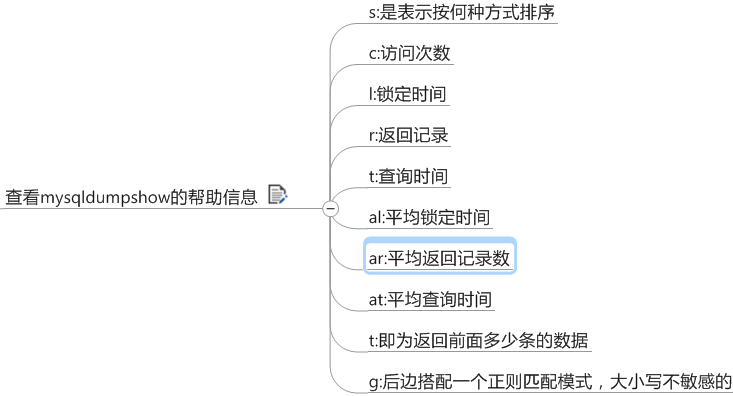 s:是表示按何种方式排序
c:访问次数
l:锁定时间
r:返回记录
t:查询时间
查看mysqldumpshow的帮助信息
al:平均锁定时间
ar:平均返回记录数
at:平均查询时间
t:即为返回前面多少条的数据
g:后边搭配一个正则匹配模式，大小写不敏感的